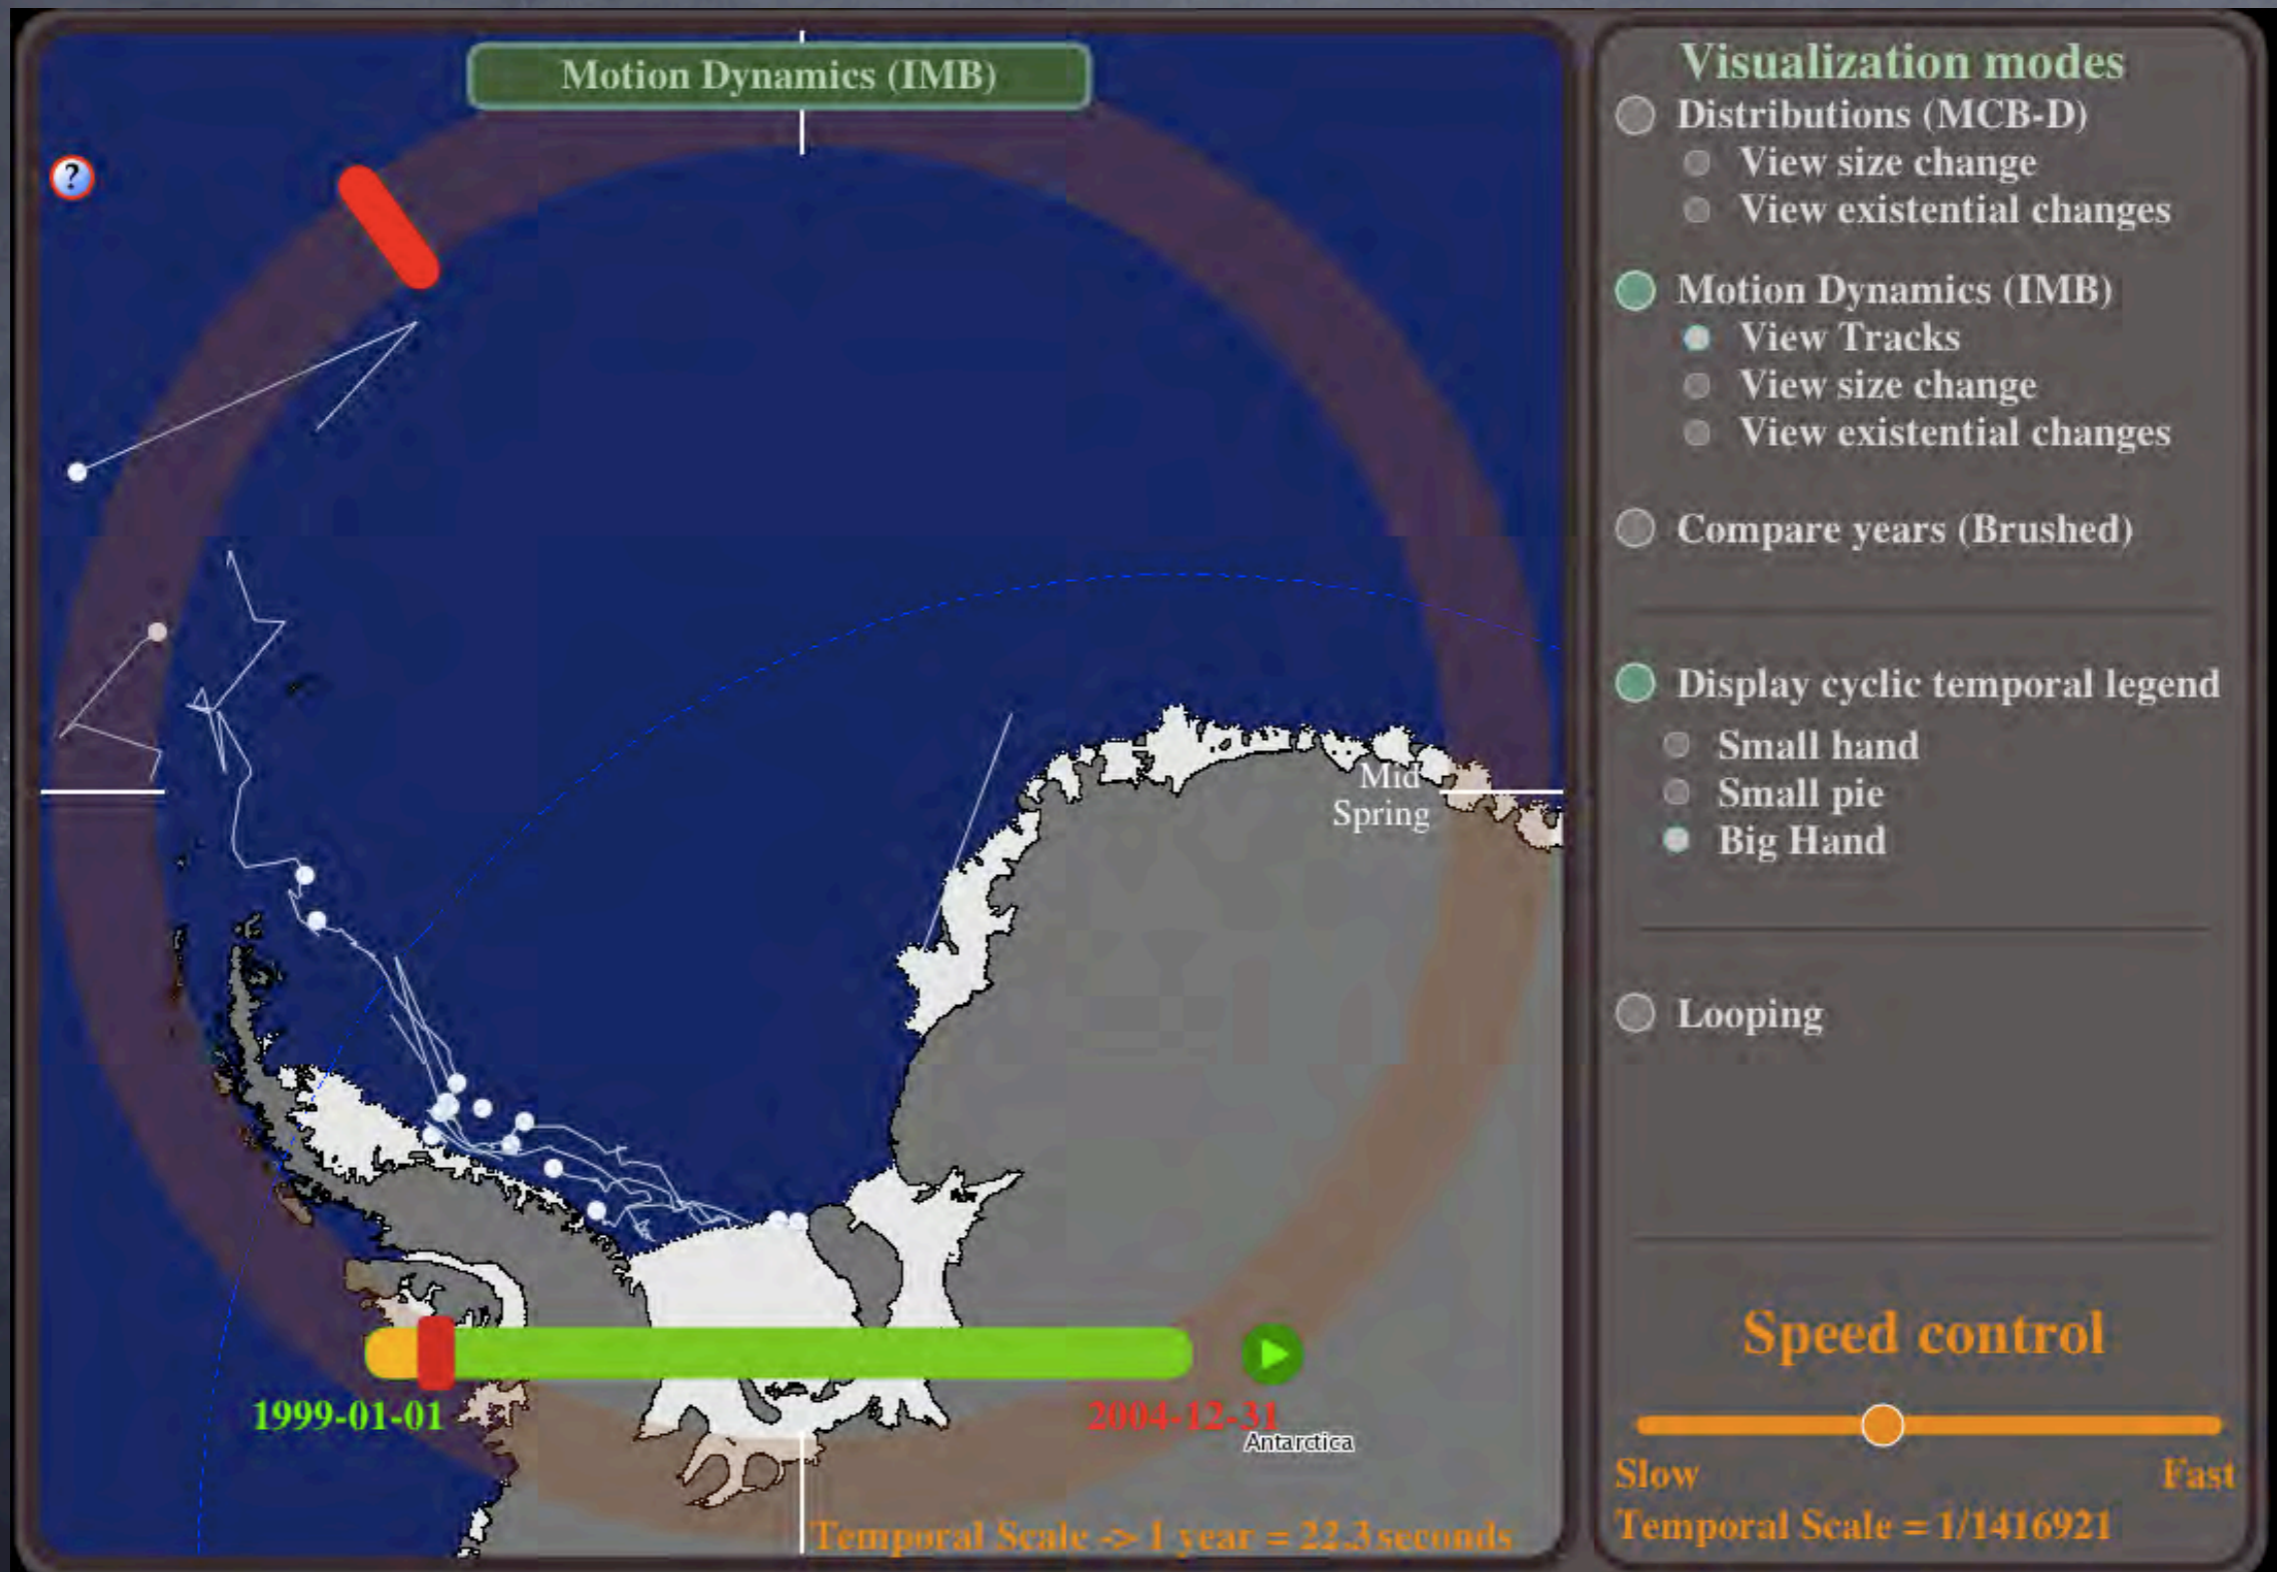 Motion Dynamics (IMB)
?
Mid
Spring
1999-01-01
2004-12-31
Antarctica
Temporal Scale -> 1 year = 22.3 seconds
Visualization modes
Distributions (MCB-D)
View size change
View existential changes
Motion Dynamics (IMB)
View Tracks
View size change
View existential changes
Compare years (Brushed)
Display cyclic temporal legend
Small hand
Small pie
Big Hand
Looping
Speed control
Slow
Fast
Temporal Scale = 1/1416921